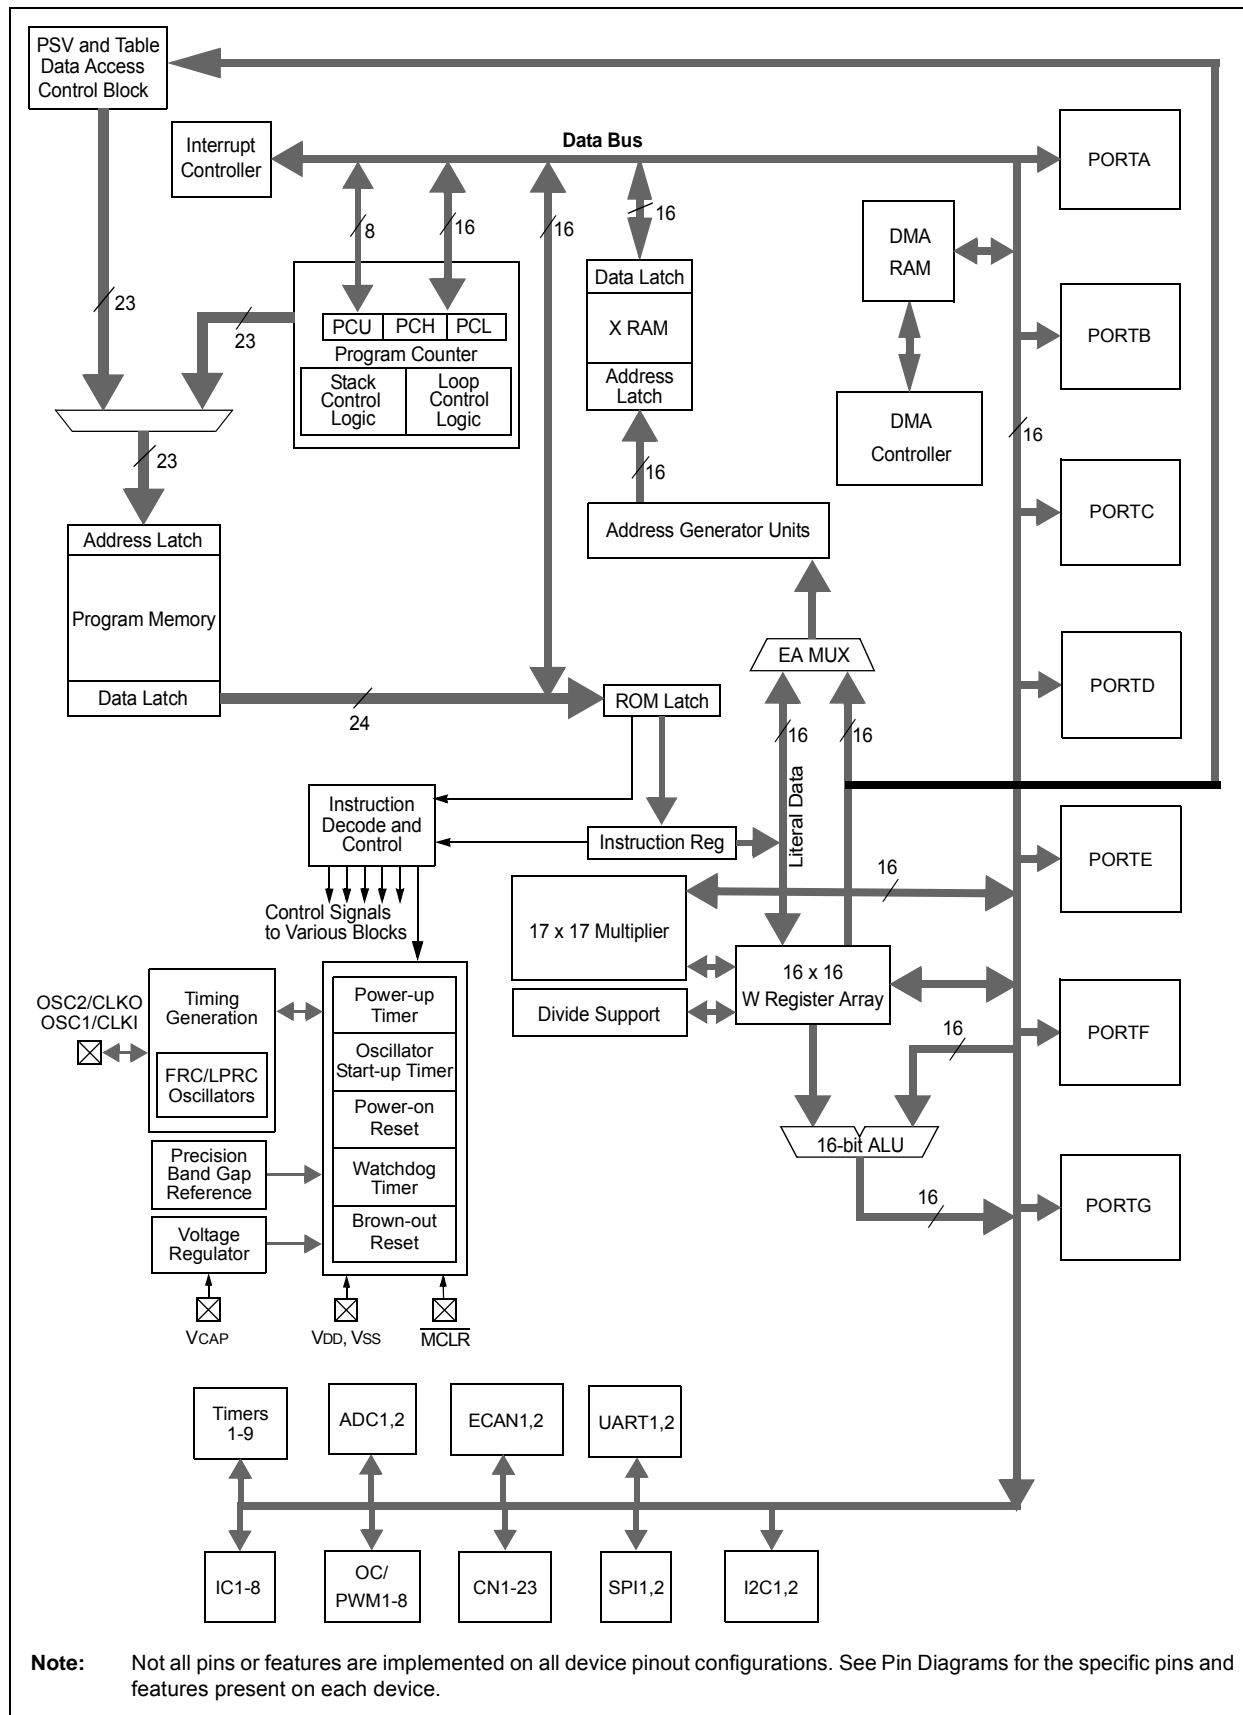 PSV and Table
Data Access
Control Block
Interrupt
Controller
Data Bus
PORTA
8
16
16
16
DMA
RAM
23
23
Data Latch
X RAM
Address
Latch
PCU
PCH
PCL
Program Counter
Stack
Control
Logic
Loop
Control
Logic
PORTB
DMA
Controller
16
23
16
PORTC
Address Latch
Program Memory
Data Latch
Address Generator Units
EA MUX
PORTD
24
ROM Latch
16
16
Literal Data
Instruction
Decode and
Control
Instruction Reg
PORTE
Control Signals
to Various Blocks
17 x 17 Multiplier
16
16 x 16
W Register Array
Divide Support
OSC2/CLKO
OSC1/CLKI
Timing
Generation
FRC/LPRC
Oscillators
Power-up
Timer
Oscillator
Start-up Timer
Power-on
Reset
Watchdog
Timer
Brown-out
Reset
16
PORTF
16-bit ALU
Precision
Band Gap
Reference
Voltage
Regulator
16
PORTG
VCAP
VDD, VSS
MCLR
Timers
1-9
ADC1,2
ECAN1,2
UART1,2
IC1-8
OC/
PWM1-8
CN1-23
SPI1,2
I2C1,2
Note: Not all pins or features are implemented on all device pinout configurations. See Pin Diagrams for the specific pins and
features present on each device.